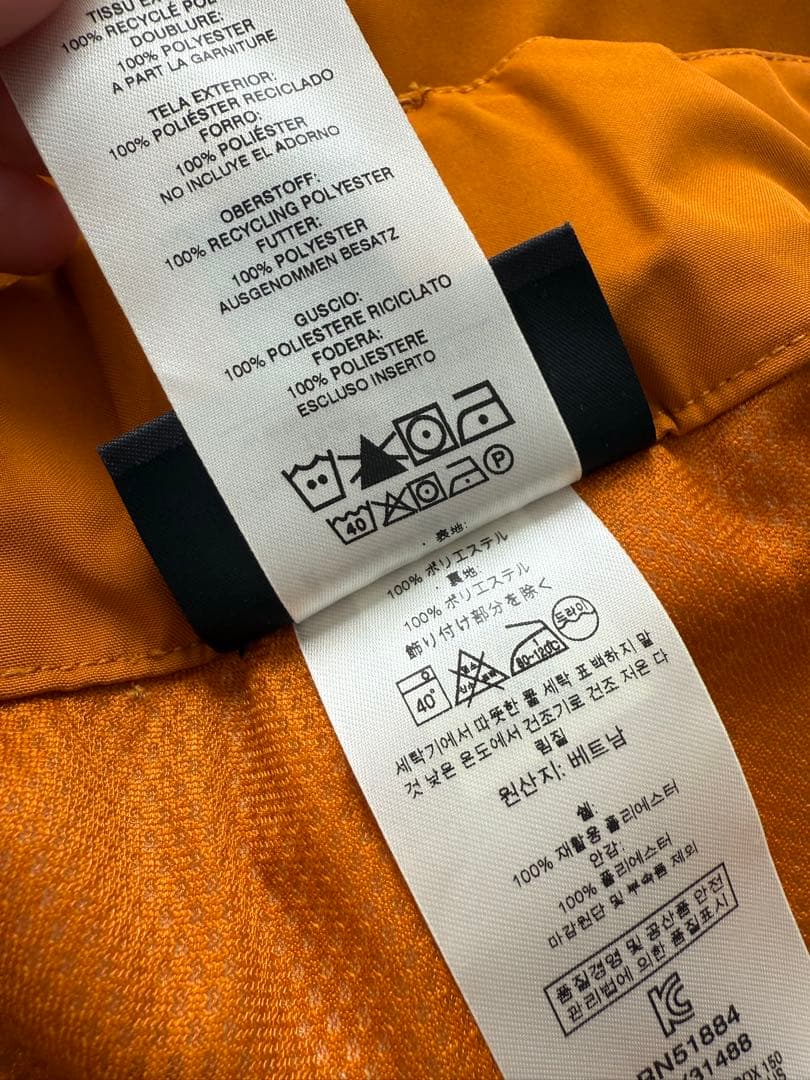 TISSU EX
100% RECYCLÉ POL
DOUBLURE:
100% POLYESTER
A PART LA GARNITURE
TELA EXTERIOR:
100% POLIÉSTER RECICLADO
FORRO:
100% POLIÉSTER
NO INCLUYE EL ADORNO
OBERSTOFF:
100% RECYCLING POLYESTER
FUTTER:
100% POLYESTER
AUSGENOMMEN BESATZ
GUSCIO:
100% POLIESTERE RICICLATO
FODERA:
100% POLIESTERE
ESCLUSO INSERTO
40 P
表地:
100% ポリエステル
裏地:
100% ポリエステル
飾り付け部分を除く
40° 80-120℃ 드라이
세탁기에서 따뜻한 물 세탁 표백하지 말
것 낮은 온도에서 건조기로 건조 저온 다
림질
원산지: 베트남
쉘:
100% 재활용 폴리에스터
안감:
100% 폴리에스터
마감원단 및 부속품 제외
품질경영 및 공산품 안전
관리법에 의한 품질표시
RN51884
31488
OX 150